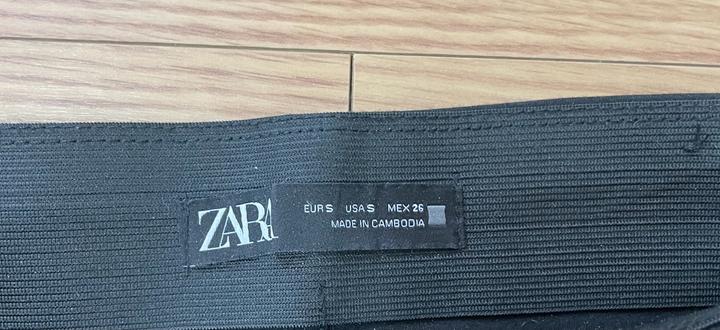 ZARA
EUR S USA S MEX 26
MADE IN CAMBODIA